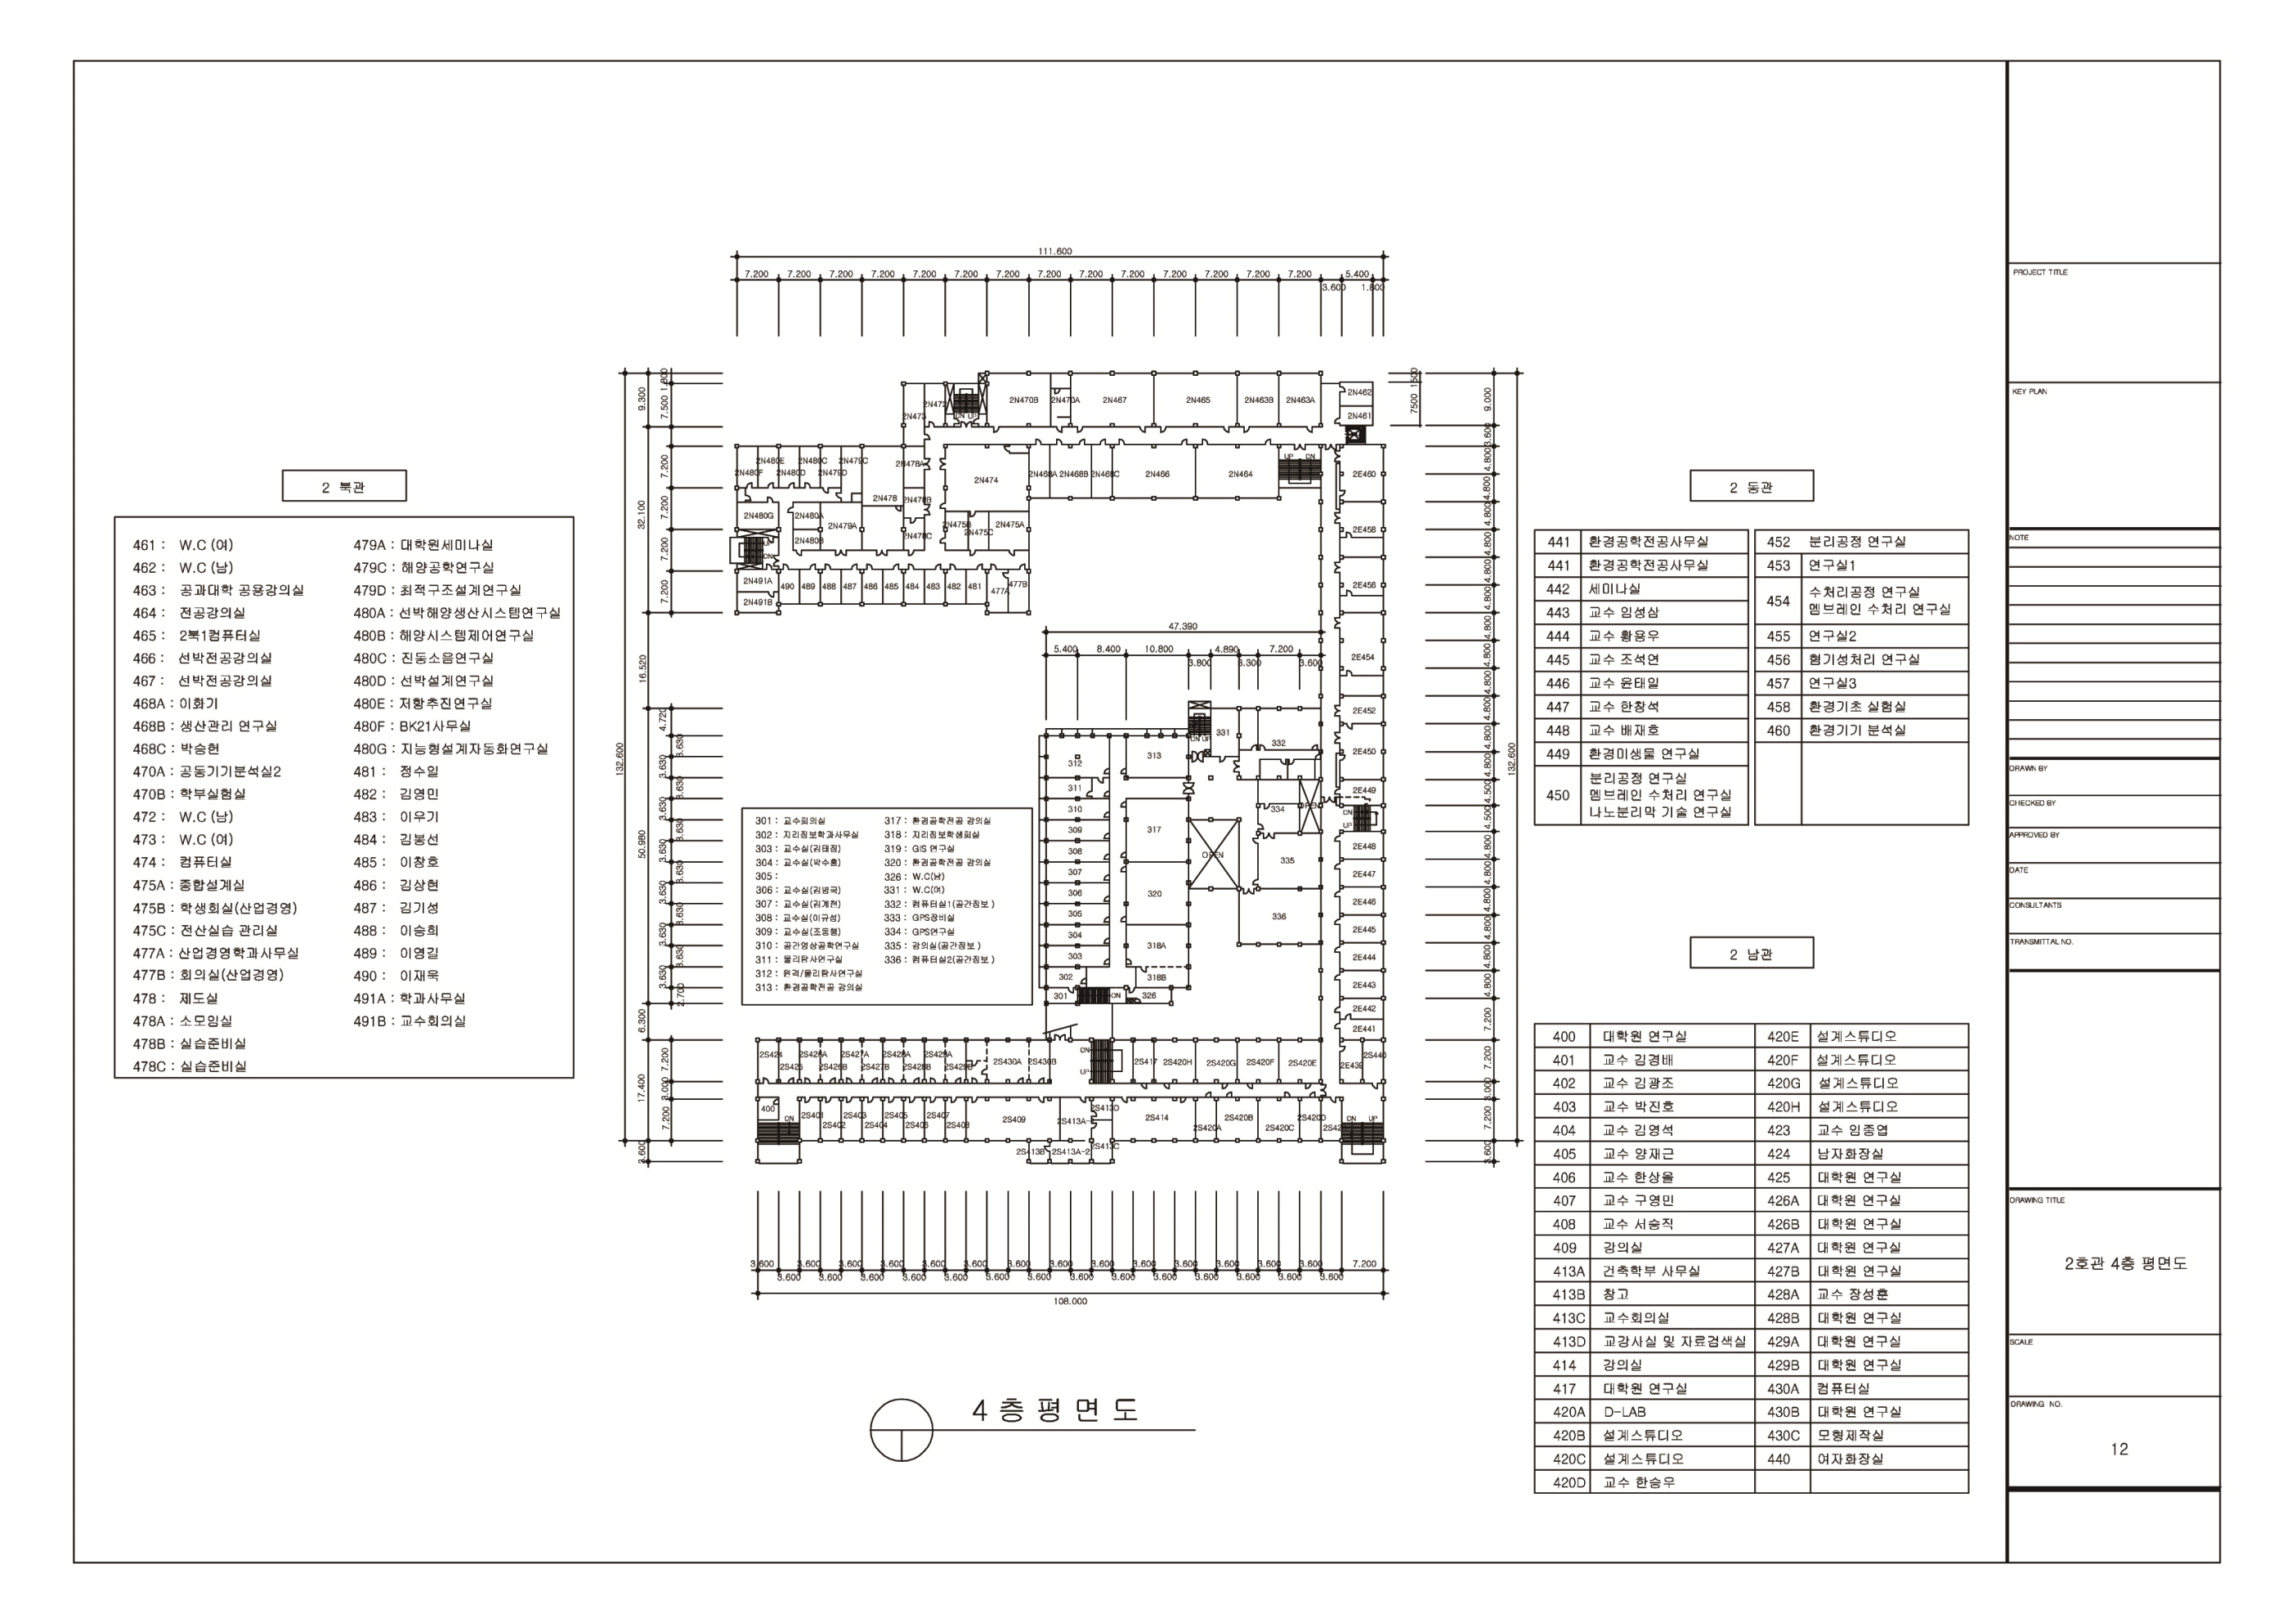 111.600
7.200 7.200 7.200 7.200 7.200 7.200 7.200 7.200 7.200 7.200 7.200 7.200 7.200 7.200 5.400
3.600 1.800
2 북관
461 : W.C (여)
462 : W.C (남)
463 : 공과대학 공용강의실
464 : 전공강의실
465 : 2북1컴퓨터실
466 : 선박전공강의실
467 : 선박전공강의실
468A : 이화기
468B : 생산관리 연구실
468C : 박승헌
470A : 공동기기분석실2
470B : 학부실험실
472 : W.C (남)
473 : W.C (여)
474 : 컴퓨터실
475A : 종합설계실
475B : 학생회실(산업경영)
475C : 전산실습 관리실
477A : 산업경영학과사무실
477B : 회의실(산업경영)
478 : 제도실
478A : 소모임실
478B : 실습준비실
478C : 실습준비실
479A : 대학원세미나실
479C : 해양공학연구실
479D : 최적구조설계연구실
480A : 선박해양생산시스템연구실
480B : 해양시스템제어연구실
480C : 진동소음연구실
480D : 선박설계연구실
480E : 저항추진연구실
480F : BK21사무실
480G : 지능형설계자동화연구실
481 : 정수일
482 : 김영민
483 : 이우기
484 : 김봉선
485 : 이창호
486 : 김상현
487 : 김기성
488 : 이승희
489 : 이영길
490 : 이재욱
491A : 학과사무실
491B : 교수회의실
9.300 7.500 1.800
32.100 7.200 7.200 7.200 7.200
16.520
132.600
4.720
50.980
3.630 3.630 3.630 3.630 3.630 3.630 3.630 3.630 3.630 3.630 3.630 3.630
2.700
6.300
17.400 7.200 3.000 7.200
3.600
2N472 2N473 DN UP 2N470B 2N470A 2N467 2N465 2N463B 2N463A 2N462
2N461
2N480F 2N480E 2N480D 2N480C 2N479D 2N479C 2N478A 2N474 2N468A 2N468B 2N468C 2N466 2N464 UP DN 2E460
2N478 2N478B
2N480G 2N480A 2N479A 2N475B 2N475C 2N475A 2E458
2N480B 2N478C
UP DN
2N491A 490 489 488 487 486 485 484 483 482 481 477A 477B 2E456
2N491B
47.390
5.400 8.400 10.800 4.890 7.200
3.800 3.300 3.600
2E454
2E452
2E450
2E449
DN UP
2E448
2E447
2E446
2E445
2E444
2E443
2E442
2E441
2E439 2S440
DN UP 331 332
312 313
311
310
309 317 334 OPEN
308 OPEN 335
307
306 320
305 336
304
303 318A
302 318B
301 DN 326
301 : 교수회의실
302 : 지리정보학과사무실
303 : 교수실(김태정)
304 : 교수실(박수홍)
305 :
306 : 교수실(김병국)
307 : 교수실(김계현)
308 : 교수실(이규성)
309 : 교수실(조동행)
310 : 공간영상공학연구실
311 : 물리탐사연구실
312 : 원격/물리탐사연구실
313 : 환경공학전공 강의실
317 : 환경공학전공 강의실
318 : 지리정보학생회실
319 : GIS 연구실
320 : 환경공학전공 강의실
326 : W.C(남)
331 : W.C(여)
332 : 컴퓨터실1(공간정보)
333 : GPS장비실
334 : GPS연구실
335 : 강의실(공간정보)
336 : 컴퓨터실2(공간정보)
2S424 2S425 2S426A 2S426B 2S427A 2S427B 2S428A 2S428B 2S429A 2S429B 2S430A 2S430B DN UP 2S417 2S420H 2S420G 2S420F 2S420E
400 DN 2S401 2S402 2S403 2S404 2S405 2S406 2S407 2S408 2S409 2S413A- 2S413D 2S414 2S420A 2S420B 2S420C 2S420D DN UP
2S413B 2S413A-2 2S413C
7500 1500
9.000
3.600
4.800 4.800 4.800 4.800 4.800 4.800 4.800 4.800
4.500 4.500
4.800 4.800 4.800 4.800
7.200 7.200 3.000 7.200 3.600
132.600
3.600 3.600 3.600 3.600 3.600 3.600 3.600 3.600 3.600 3.600 3.600 3.600 3.600 3.600 7.200
3.600 3.600 3.600 3.600 3.600 3.600 3.600 3.600 3.600 3.600 3.600 3.600 3.600 3.600
108.000
4층평면도
2 동관
441 환경공학전공사무실
441 환경공학전공사무실
442 세미나실
443 교수 임성삼
444 교수 황용우
445 교수 조석연
446 교수 윤태일
447 교수 한창석
448 교수 배재호
449 환경미생물 연구실
450 분리공정 연구실
멤브레인 수처리 연구실
나노분리막 기술 연구실
452 분리공정 연구실
453 연구실1
454 수처리공정 연구실
멤브레인 수처리 연구실
455 연구실2
456 혐기성처리 연구실
457 연구실3
458 환경기초 실험실
460 환경기기 분석실
2 남관
400 대학원 연구실
401 교수 김경배
402 교수 김광조
403 교수 박진호
404 교수 김영석
405 교수 양재근
406 교수 한상을
407 교수 구영민
408 교수 서승직
409 강의실
413A 건축학부 사무실
413B 창고
413C 교수회의실
413D 교강사실 및 자료검색실
414 강의실
417 대학원 연구실
420A D-LAB
420B 설계스튜디오
420C 설계스튜디오
420D 교수 한승우
420E 설계스튜디오
420F 설계스튜디오
420G 설계스튜디오
420H 설계스튜디오
423 교수 임종엽
424 남자화장실
425 대학원 연구실
426A 대학원 연구실
426B 대학원 연구실
427A 대학원 연구실
427B 대학원 연구실
428A 교수 장성훈
428B 대학원 연구실
429A 대학원 연구실
429B 대학원 연구실
430A 컴퓨터실
430B 대학원 연구실
430C 모형제작실
440 여자화장실
PROJECT TITLE
KEY PLAN
NOTE
DRAWN BY
CHECKED BY
APPROVED BY
DATE
CONSULTANTS
TRANSMITTAL NO.
DRAWING TITLE
2호관 4층 평면도
SCALE
DRAWING NO.
12